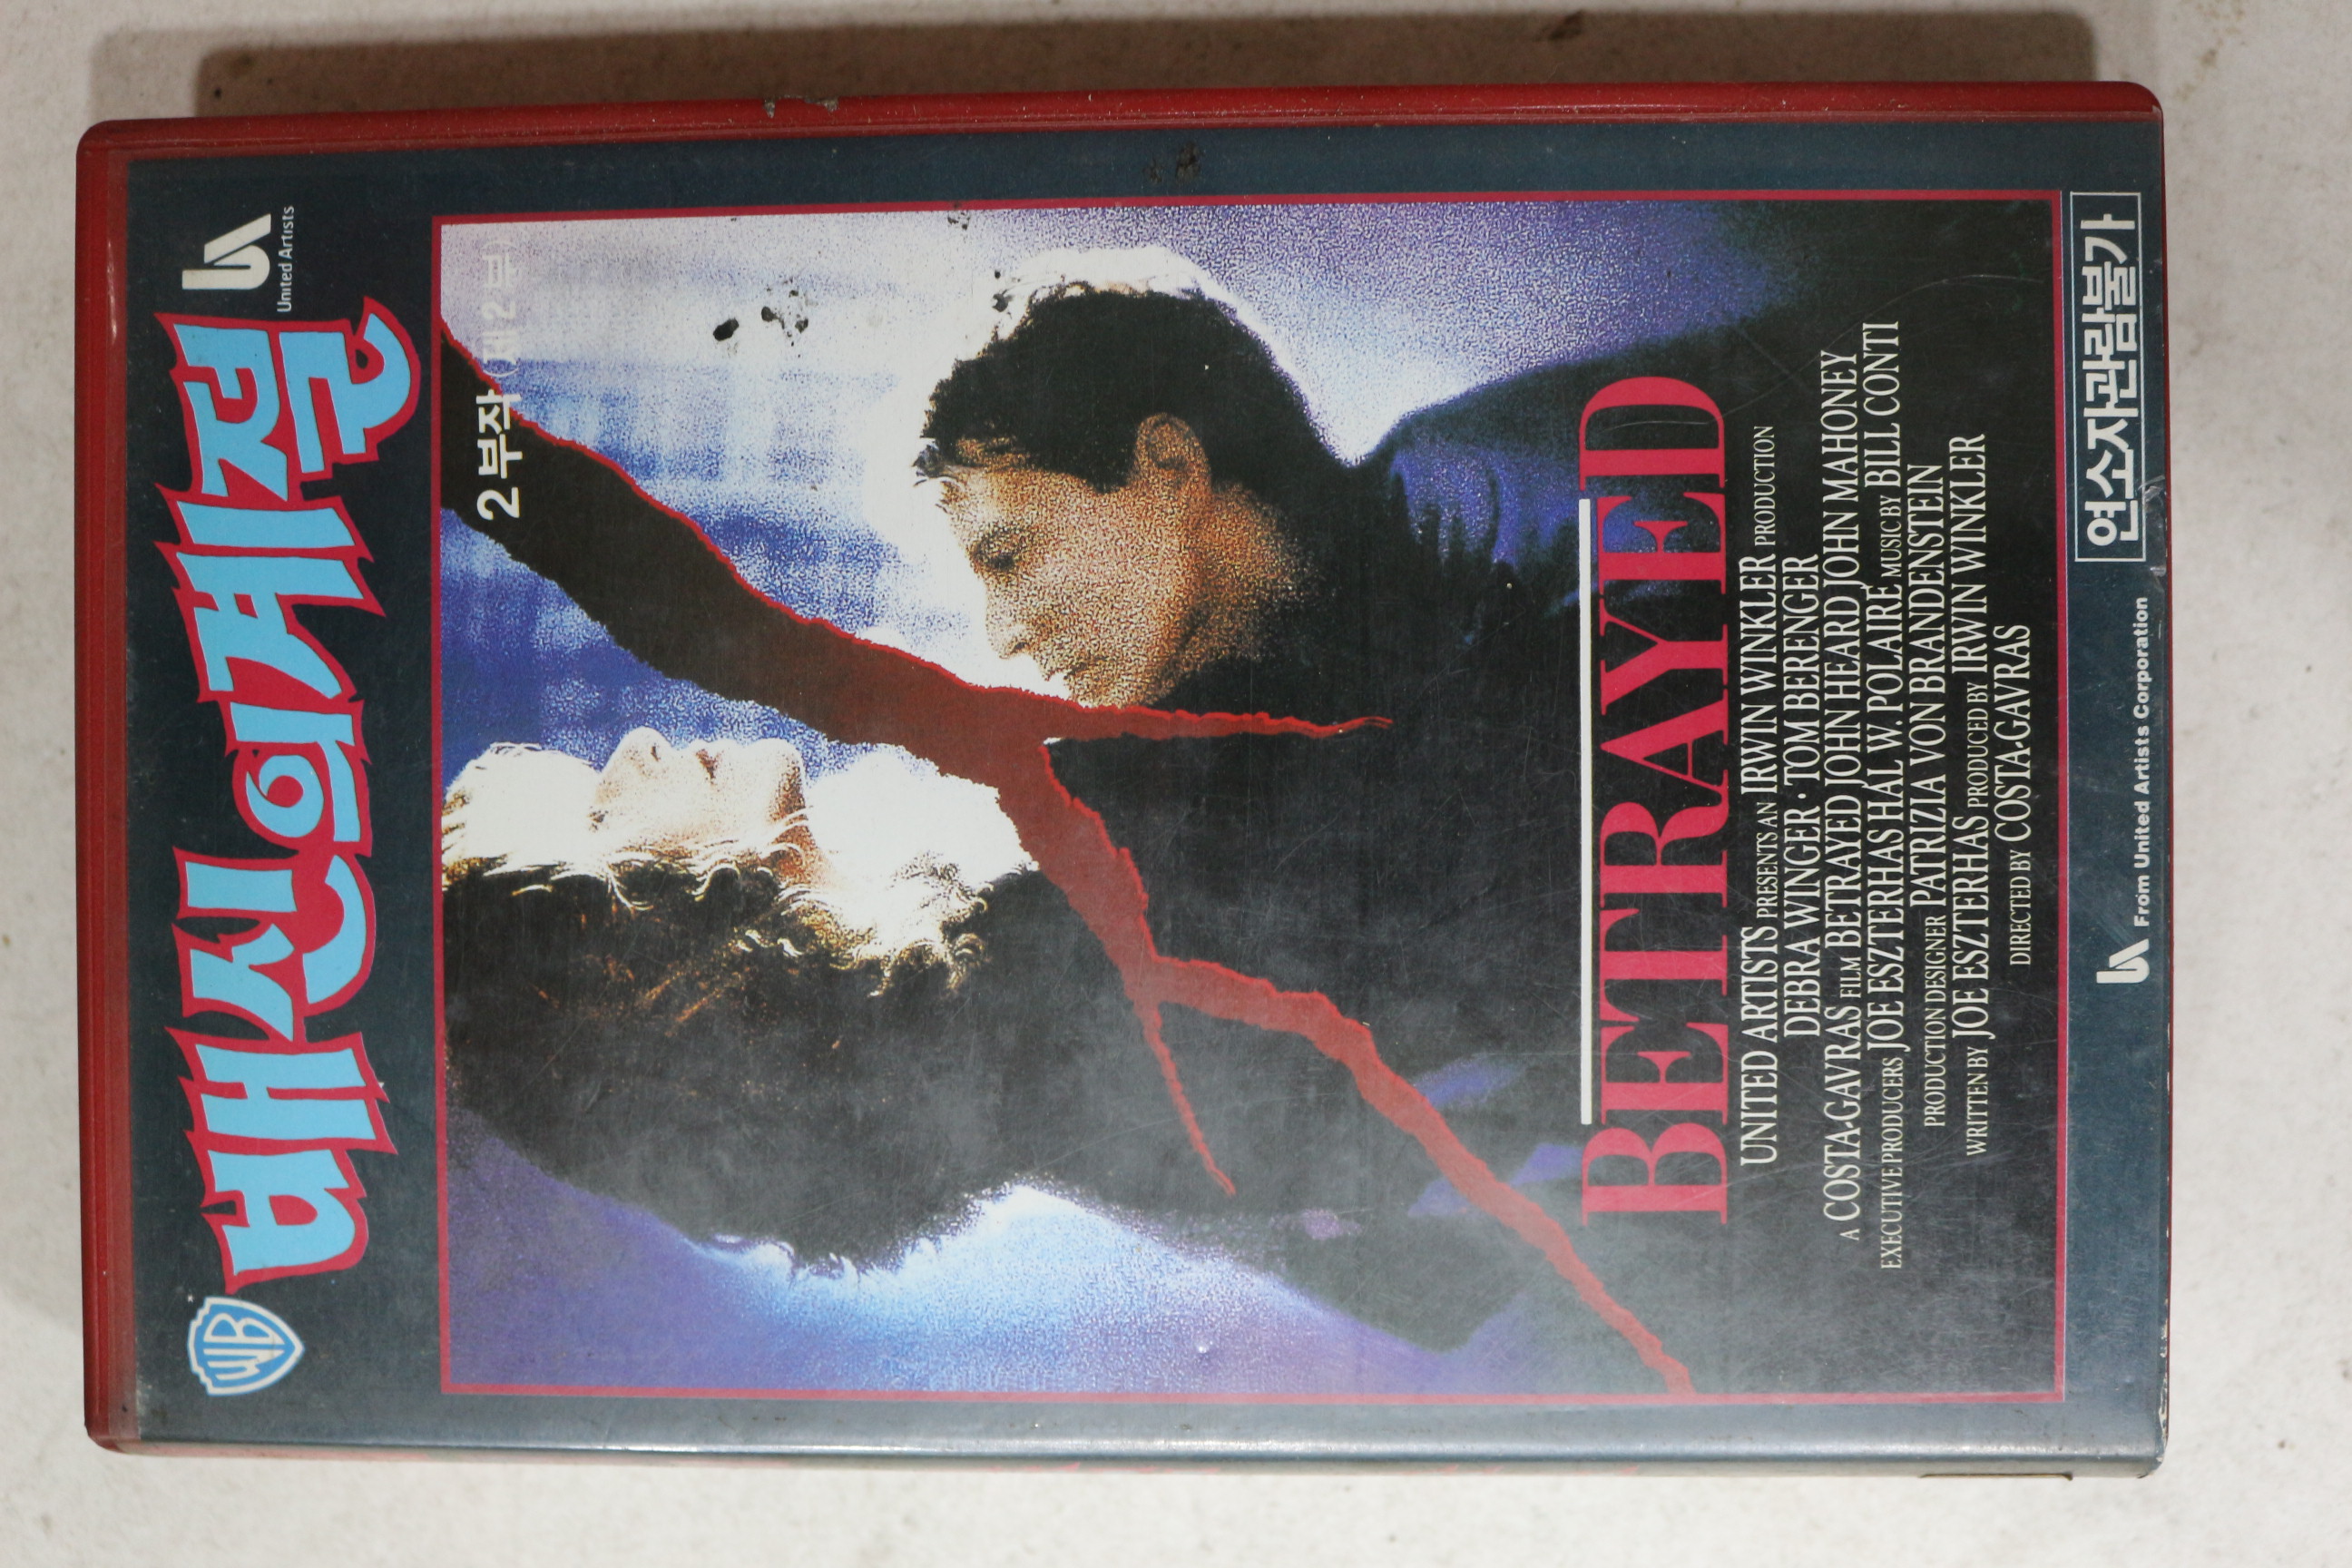 WB
배신의 계절
UA
United Artists
2부작 (제2부)
BETRAYED
UNITED ARTISTS PRESENTS AN IRWIN WINKLER PRODUCTION
DEBRA WINGER · TOM BERENGER
A COSTA-GAVRAS FILM BETRAYED JOHN HEARD JOHN MAHONEY
EXECUTIVE PRODUCERS JOE ESZTERHAS HAL W. POLAIRE MUSIC BY BILL CONTI
PRODUCTION DESIGNER PATRIZIA VON BRANDENSTEIN
WRITTEN BY JOE ESZTERHAS PRODUCED BY IRWIN WINKLER
DIRECTED BY COSTA-GAVRAS
UA From United Artists Corporation
연소자관람불가